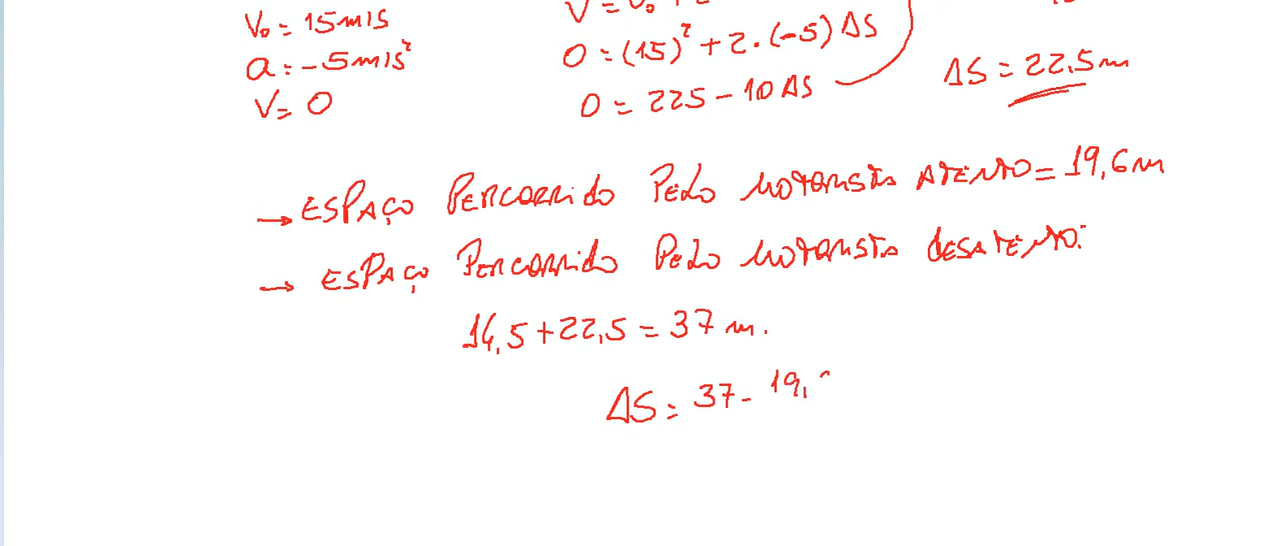 V₀ = 15 m/s
V = V₀
a = -5 m/s²
0 = (15)² + 2.(-5) ΔS
V = 0
0 = 225 - 10 ΔS
ΔS = 22,5 m
→ ESPAÇO PERCORRIDO PELO MOTORISTA ATENTO = 19,6 m
→ ESPAÇO PERCORRIDO PELO MOTORISTA DESATENTO:
14,5 + 22,5 = 37 m.
ΔS = 37 - 19,